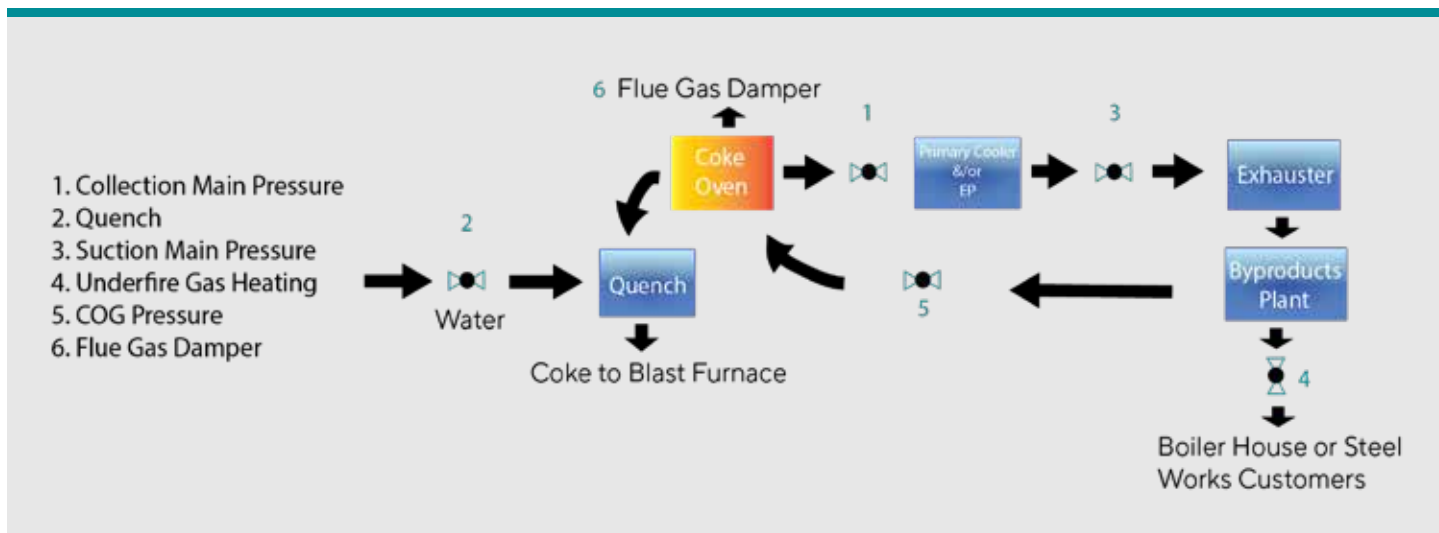 6 Flue Gas Damper
1
3
Coke
Oven
Primary Cooler
&/or
EP
Exhauster
1. Collection Main Pressure
2. Quench
3. Suction Main Pressure
4. Underfire Gas Heating
5. COG Pressure
6. Flue Gas Damper
2
Water
Quench
5
Byproducts
Plant
Coke to Blast Furnace
4
Boiler House or Steel
Works Customers